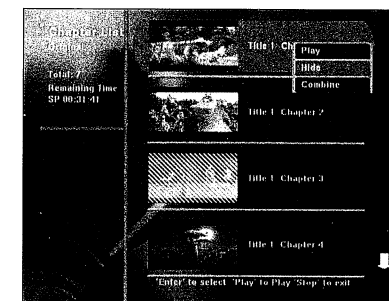 Chapter List
Original
Total: 7
Remaining Time
SP 00:31:41
Title 1: Ch
Play
Hide
Combine
Title 1: Chapter 2
Title 1: Chapter 3
Title 1: Chapter 4
'Enter' to select 'Play' to Play 'Stop' to exit